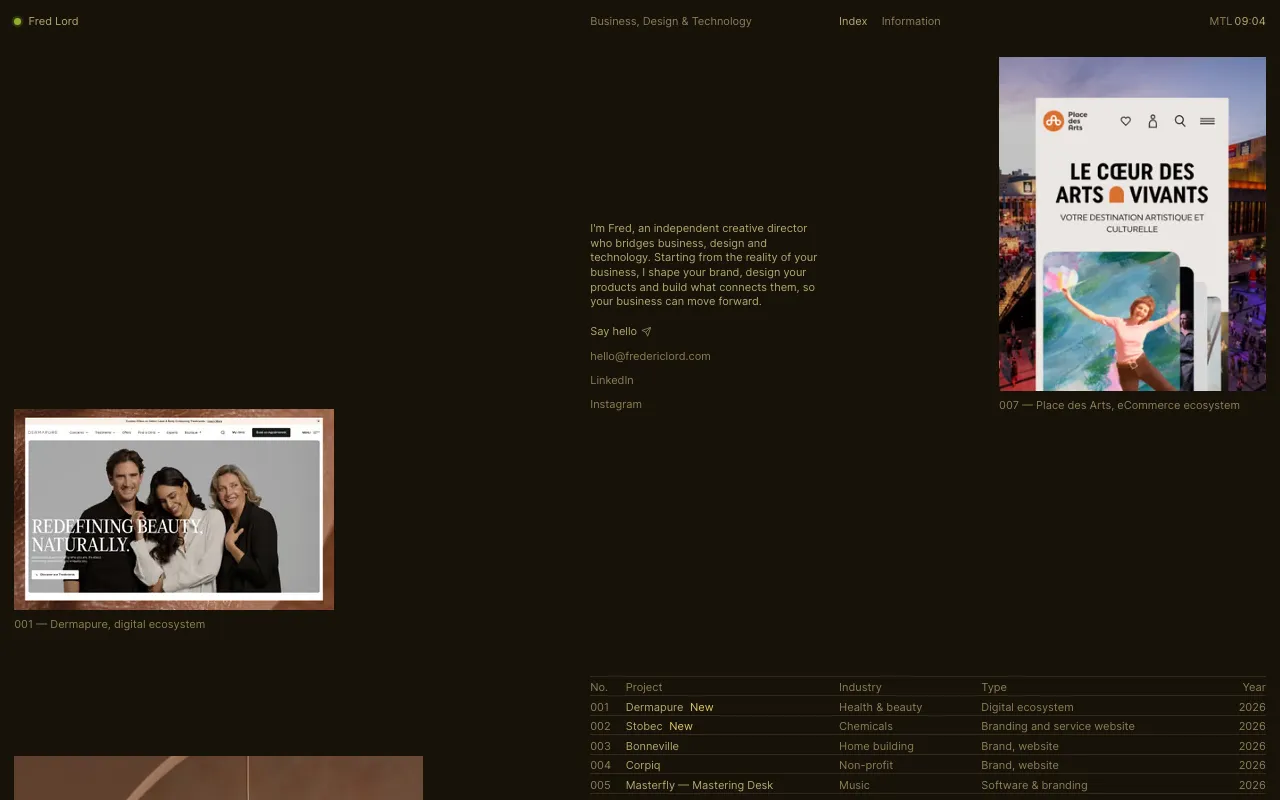 Fred Lord
Business, Design & Technology
Index Information
MTL 09:04
Place
des
Arts
LE CŒUR DES
ARTS VIVANTS
VOTRE DESTINATION ARTISTIQUE ET
CULTURELLE
007 — Place des Arts, eCommerce ecosystem
I'm Fred, an independent creative director
who bridges business, design and
technology. Starting from the reality of your
business, I shape your brand, design your
products and build what connects them, so
your business can move forward.
Say hello
hello@fredericlord.com
LinkedIn
Instagram
DERMAPURE
REDEFINING BEAUTY,
NATURALLY.
001 — Dermapure, digital ecosystem
No. Project Industry Type Year
001 Dermapure New Health & beauty Digital ecosystem 2026
002 Stobec New Chemicals Branding and service website 2026
003 Bonneville Home building Brand, website 2026
004 Corpiq Non-profit Brand, website 2026
005 Masterfly — Mastering Desk Music Software & branding 2026